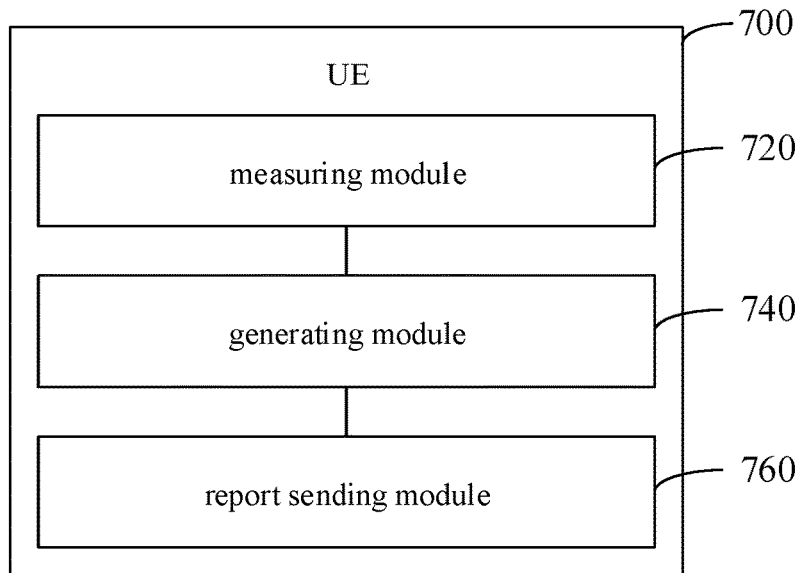 700
UE
measuring module
720
generating module
740
report sending module
760